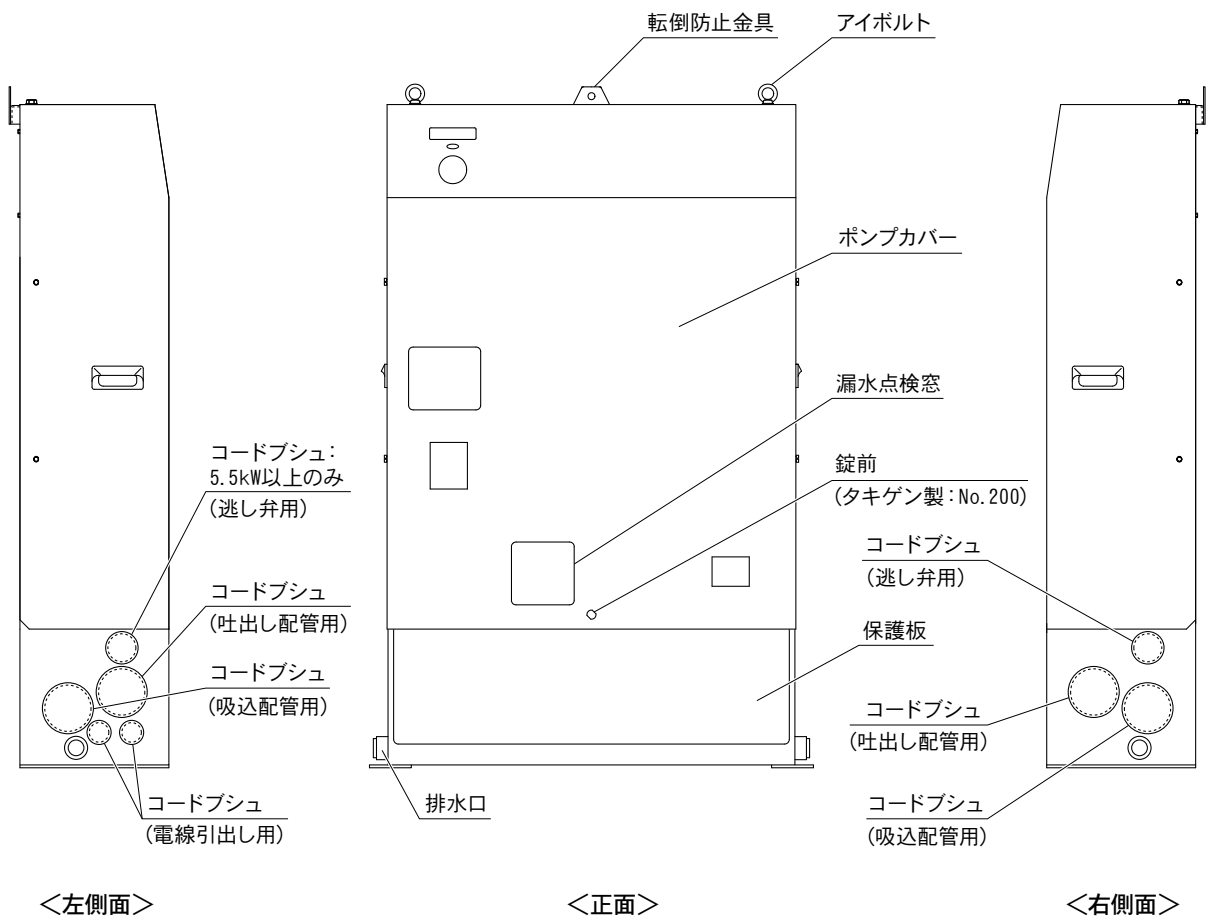 転倒防止金具
アイボルト
ポンプカバー
漏水点検窓
コードブシュ：
5.5kW以上のみ
(逃し弁用)
錠前
(タキゲン製：No.200)
コードブシュ
(逃し弁用)
コードブシュ
(吐出し配管用)
保護板
コードブシュ
(吸込配管用)
コードブシュ
(吐出し配管用)
コードブシュ
(電線引出し用)
排水口
コードブシュ
(吸込配管用)
＜左側面＞
＜正面＞
＜右側面＞